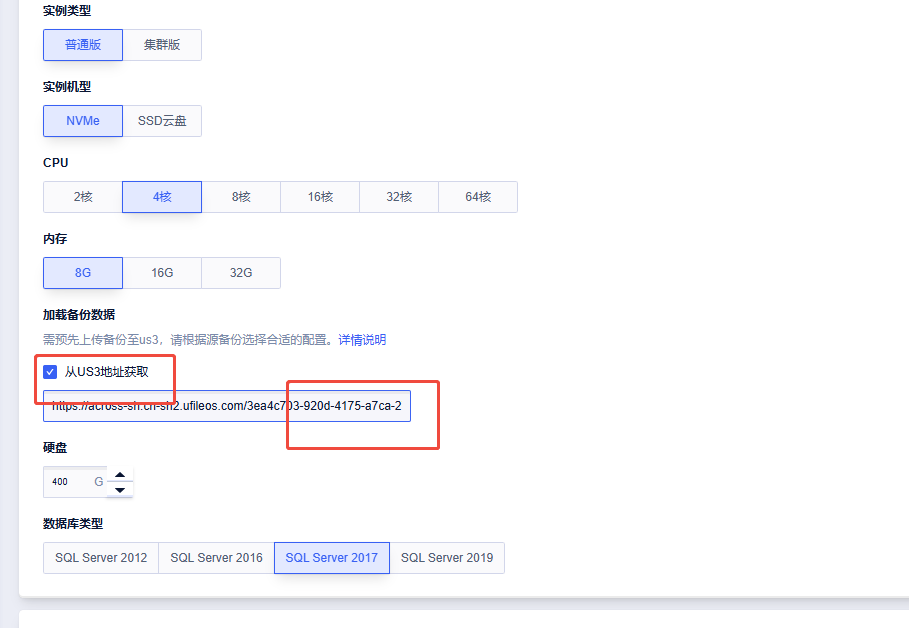 实例类型
普通版 集群版
实例机型
NVMe SSD云盘
CPU
2核 4核 8核 16核 32核 64核
内存
8G 16G 32G
加载备份数据
需预先上传备份至us3，请根据源备份选择合适的配置。详情说明
从US3地址获取
https://across-sh.cn-sh2.ufileos.com/3ea4c703-920d-4175-a7ca-2
硬盘
400 G
数据库类型
SQL Server 2012 SQL Server 2016 SQL Server 2017 SQL Server 2019